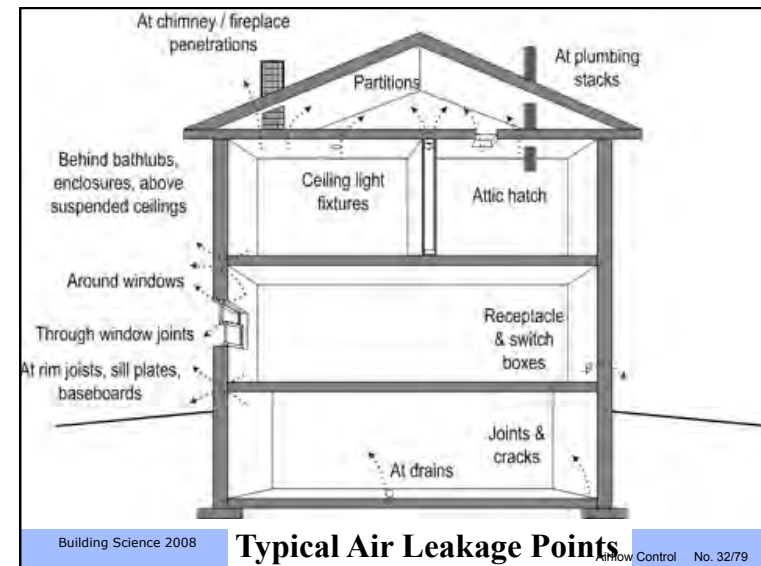 At chimney / fireplace
penetrations
At plumbing
stacks
Partitions
Behind bathtubs,
enclosures, above
suspended ceilings
Ceiling light
fixtures
Attic hatch
Around windows
Through window joints
Receptacle
& switch
boxes
At rim joists, sill plates,
baseboards
Joints &
cracks
At drains
Building Science 2008
Typical Air Leakage Points
Airflow Control No. 32/79